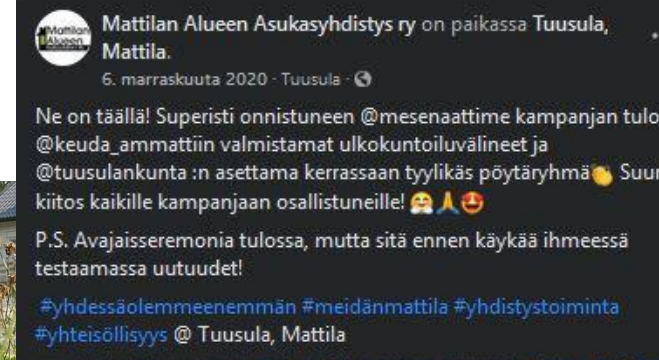 Mattilan Alueen Asukasyhdistys ry on paikassa Tuusula,
Mattila.
6. marraskuuta 2020 · Tuusula ·
Ne on täällä! Superisti onnistuneen @mesenaattime kampanjan tulo
@keuda_ammattiin valmistamat ulkokuntoiluvälineet ja
@tuusulankunta :n asettama kerrassaan tyylikäs pöytäryhmä👏 Suur
kiitos kaikille kampanjaan osallistuneille! 🤗🙏🤩
P.S. Avajaisseremonia tulossa, mutta sitä ennen käykää ihmeessä
testaamassa uutuudet!
#yhdessäolemmeenemmän #meidänmattila #yhdistystoiminta
#yhteisöllisyys @ Tuusula, Mattila